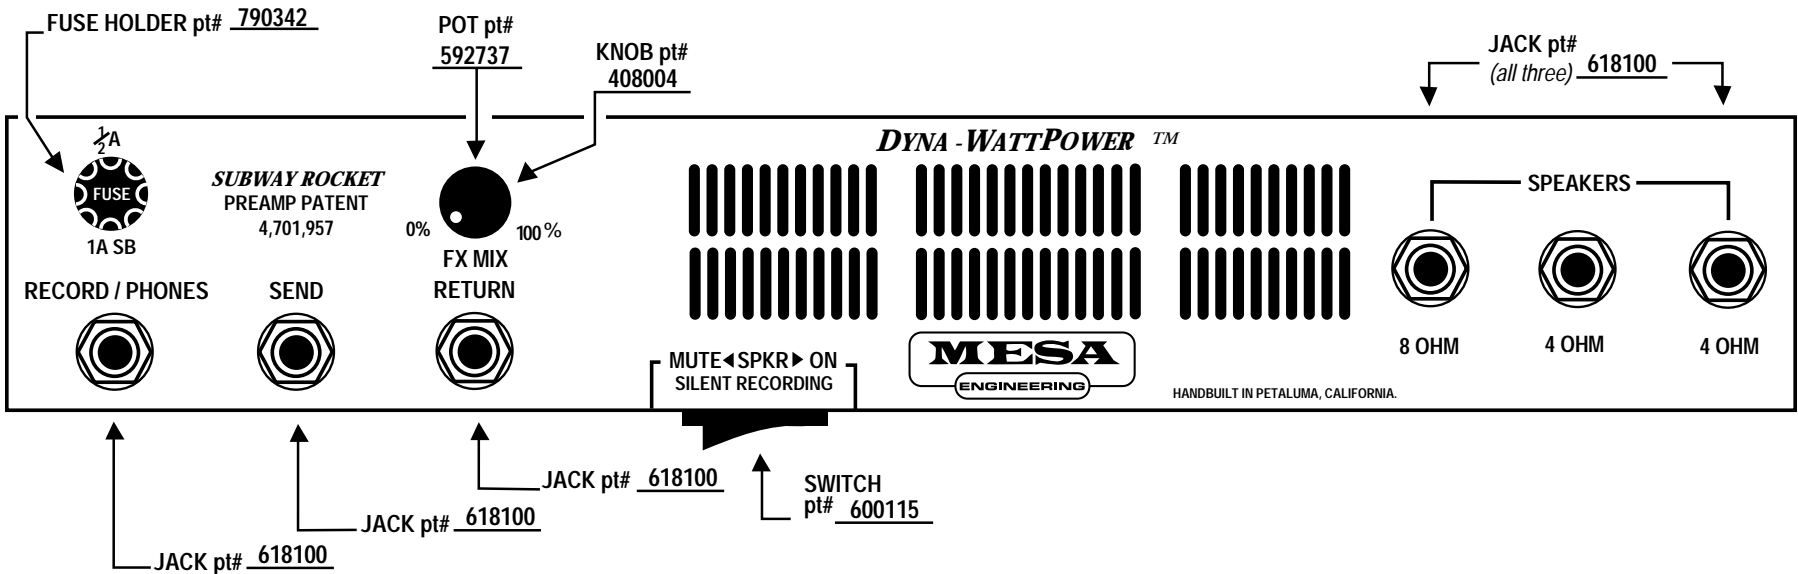 FUSE HOLDER pt# 790342
POT pt#
592737
KNOB pt#
408004
JACK pt#
(all three) 618100
½A
FUSE
1A SB
SUBWAY ROCKET
PREAMP PATENT
4,701,957
0%
100%
FX MIX
DYNA-WATTPOWER TM
SPEAKERS
RECORD / PHONES
SEND
RETURN
8 OHM
4 OHM
4 OHM
MUTE◀SPKR▶ON
SILENT RECORDING
MESA
ENGINEERING
HANDBUILT IN PETALUMA, CALIFORNIA.
JACK pt# 618100
SWITCH
pt# 600115
JACK pt# 618100
JACK pt# 618100